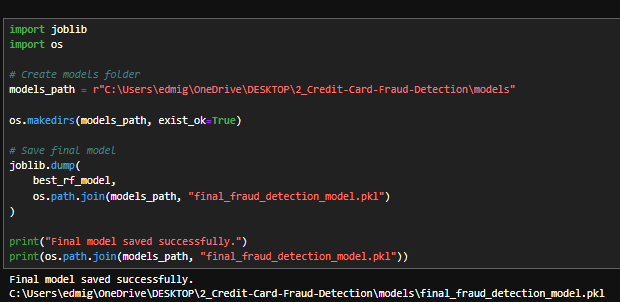 import joblib
import os
# Create models folder
models_path = r"C:\Users\edmig\OneDrive\DESKTOP\2_Credit-Card-Fraud-Detection\models"
os.makedirs(models_path, exist_ok=True)
# Save final model
joblib.dump(
    best_rf_model,
    os.path.join(models_path, "final_fraud_detection_model.pkl")
)
print("Final model saved successfully.")
print(os.path.join(models_path, "final_fraud_detection_model.pkl"))
Final model saved successfully.
C:\Users\edmig\OneDrive\DESKTOP\2_Credit-Card-Fraud-Detection\models\final_fraud_detection_model.pkl